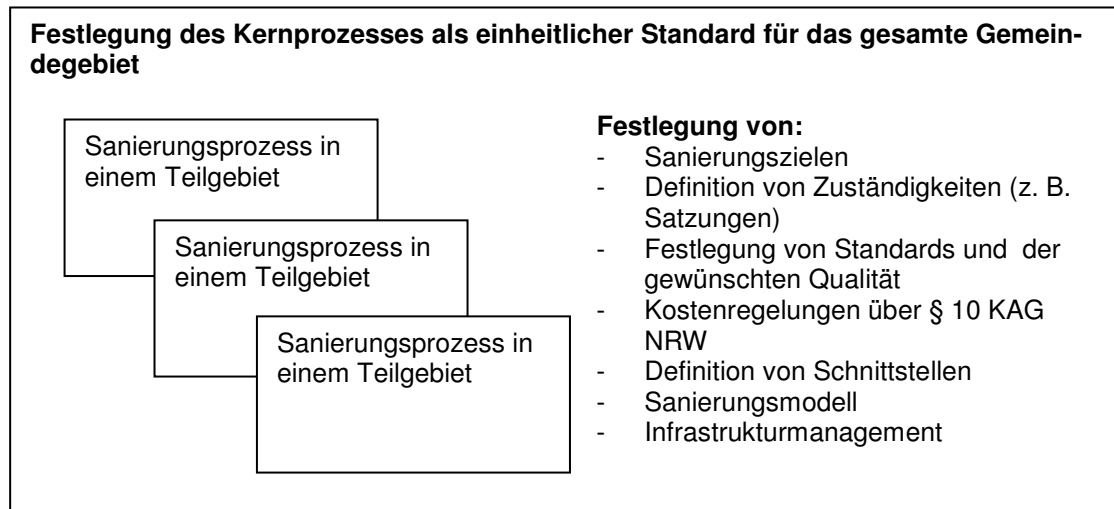 Festlegung des Kernprozesses als einheitlicher Standard für das gesamte Gemein-
degebiet
Sanierungsprozess in
einem Teilgebiet
Sanierungsprozess in
einem Teilgebiet
Sanierungsprozess in
einem Teilgebiet
Festlegung von:
- Sanierungszielen
- Definition von Zuständigkeiten (z. B.
Satzungen)
- Festlegung von Standards und der
gewünschten Qualität
- Kostenregelungen über § 10 KAG
NRW
- Definition von Schnittstellen
- Sanierungsmodell
- Infrastrukturmanagement